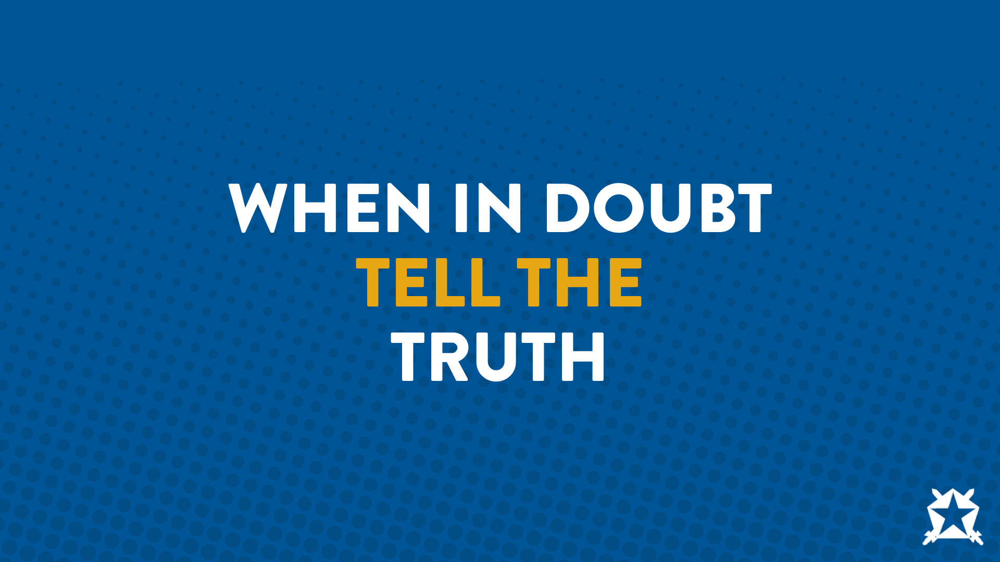 WHEN IN DOUBT
TELL THE
TRUTH